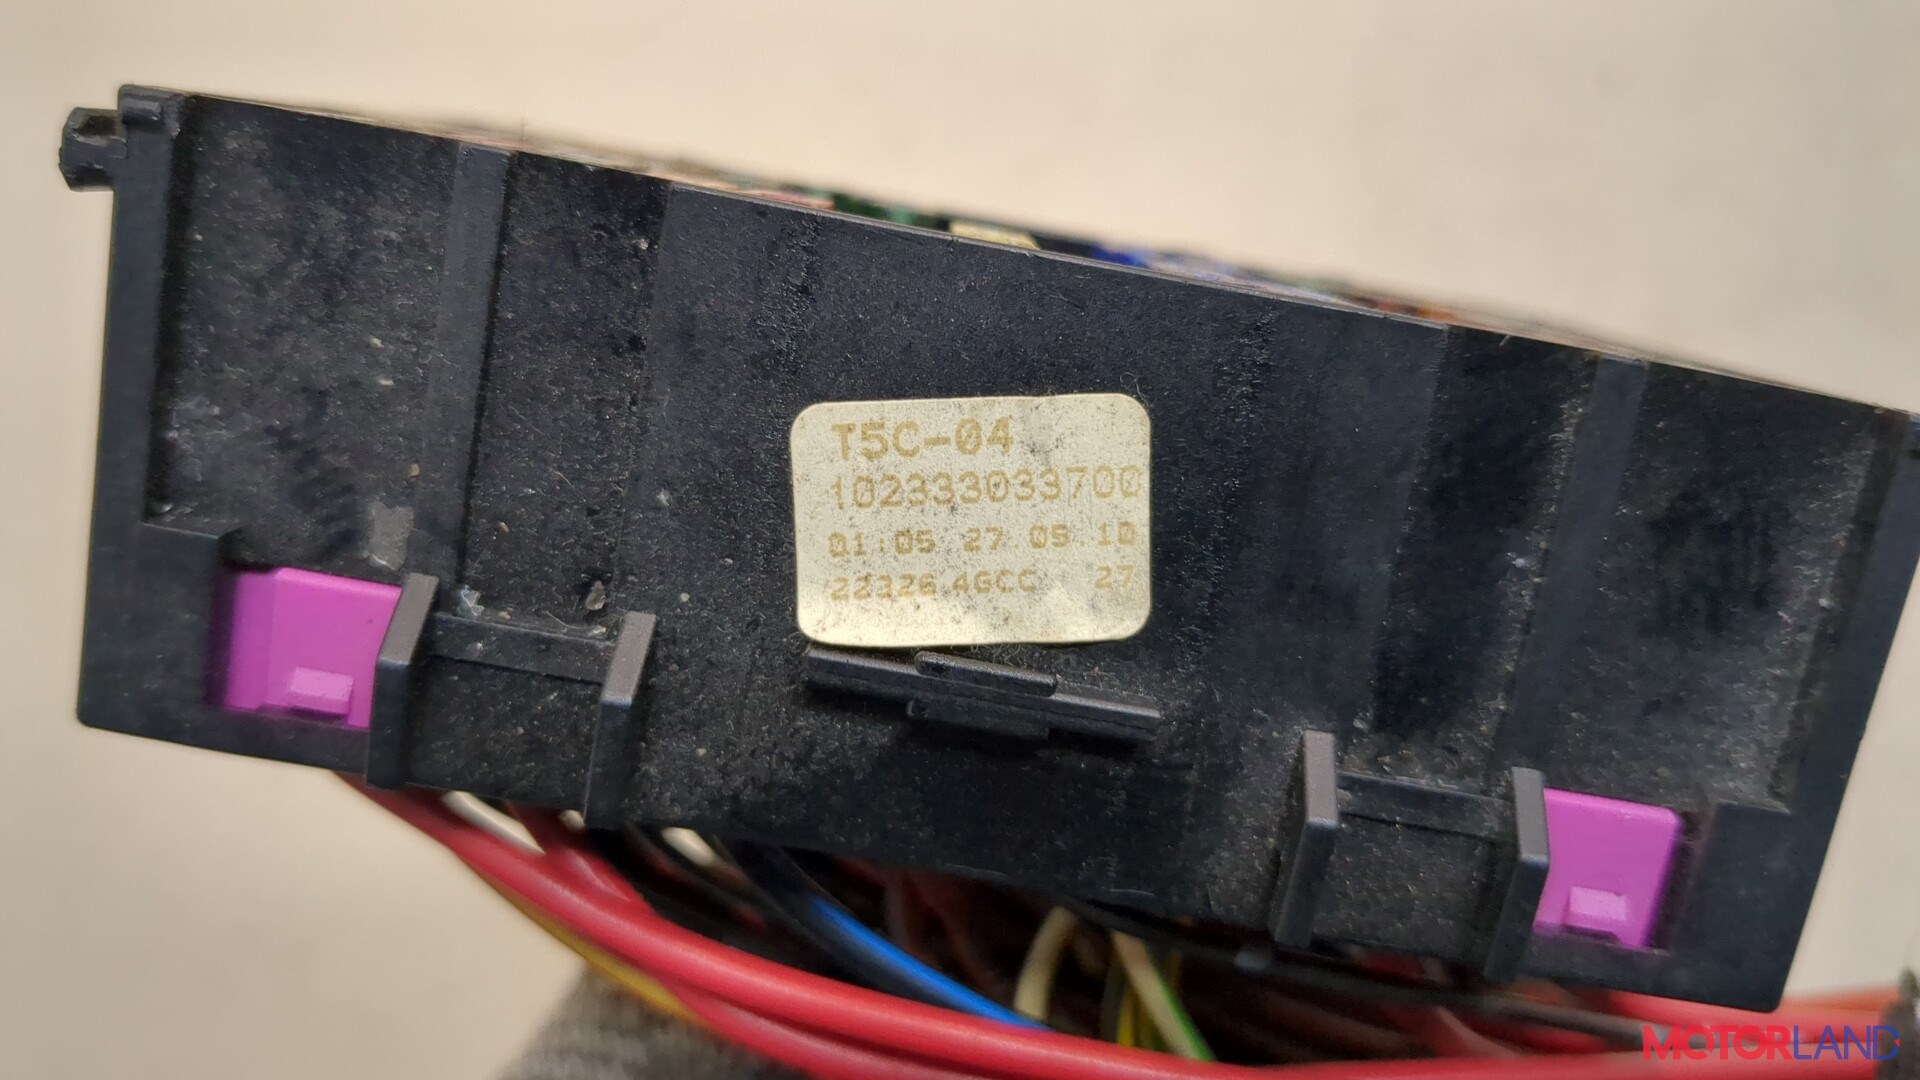 T5C-04
102333033700
01:05 27.09.10
22326.4GCC 27
MOTORLAND